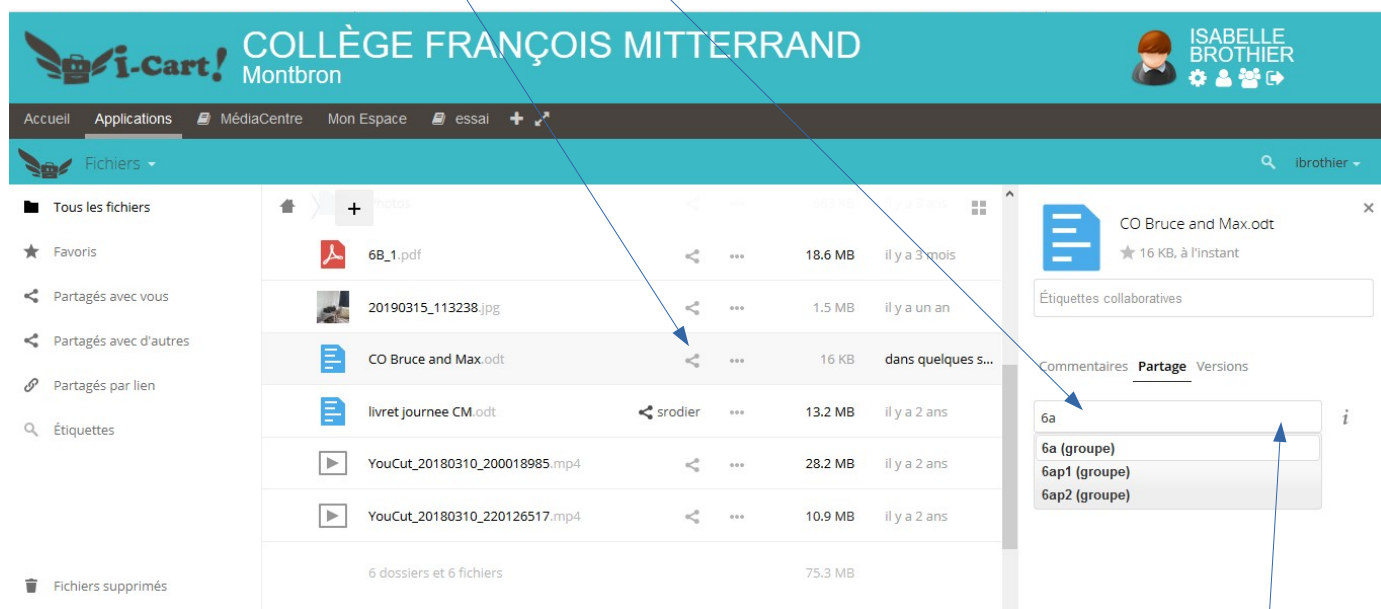 i-Cart!
COLLÈGE FRANÇOIS MITTERRAND
Montbron
ISABELLE
BROTHIER
Accueil Applications MédiaCentre Mon Espace essai
Fichiers
ibrothier
Tous les fichiers
Favoris
Partagés avec vous
Partagés avec d'autres
Partagés par lien
Étiquettes
Fichiers supprimés
+
Photos
6B_1.pdf 18.6 MB il y a 3 mois
20190315_113238.jpg 1.5 MB il y a un an
CO Bruce and Max.odt 16 KB dans quelques s...
livret journee CM.odt srodier 13.2 MB il y a 2 ans
YouCut_20180310_200018985.mp4 28.2 MB il y a 2 ans
YouCut_20180310_220126517.mp4 10.9 MB il y a 2 ans
6 dossiers et 6 fichiers 75.3 MB
CO Bruce and Max.odt
16 KB, à l'instant
Étiquettes collaboratives
Commentaires Partage Versions
6a
i
6a (groupe)
6ap1 (groupe)
6ap2 (groupe)